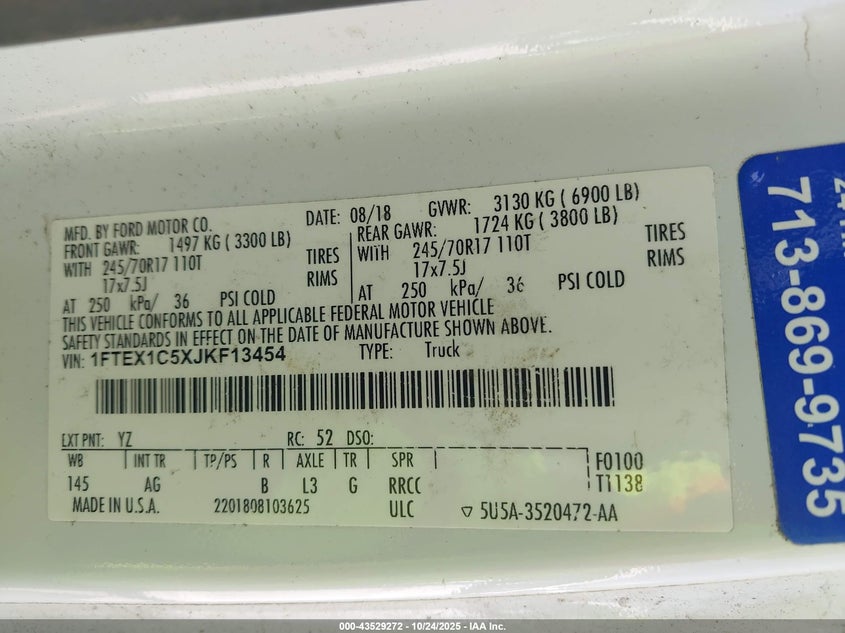 MFD. BY FORD MOTOR CO. DATE: 08/18 GVWR: 3130 KG ( 6900 LB)
FRONT GAWR: 1497 KG ( 3300 LB) REAR GAWR: 1724 KG ( 3800 LB)
WITH 245/70R17 110T TIRES WITH 245/70R17 110T TIRES
17x7.5J RIMS 17x7.5J RIMS
AT 250 kPa/ 36 PSI COLD AT 250 kPa/ 36 PSI COLD
THIS VEHICLE CONFORMS TO ALL APPLICABLE FEDERAL MOTOR VEHICLE
SAFETY STANDARDS IN EFFECT ON THE DATE OF MANUFACTURE SHOWN ABOVE.
VIN: 1FTEX1C5XJKF13454 TYPE: Truck
EXT PNT: YZ RC: 52 DSO:
WB INT TR TP/PS R AXLE TR SPR F0100
145 AG B L3 G RRCC T1138
MADE IN U.S.A. 2201808103625 ULC ▽ 5U5A-3520472-AA
713-869-9735
000-43529272 - 10/24/2025 - IAA Inc.